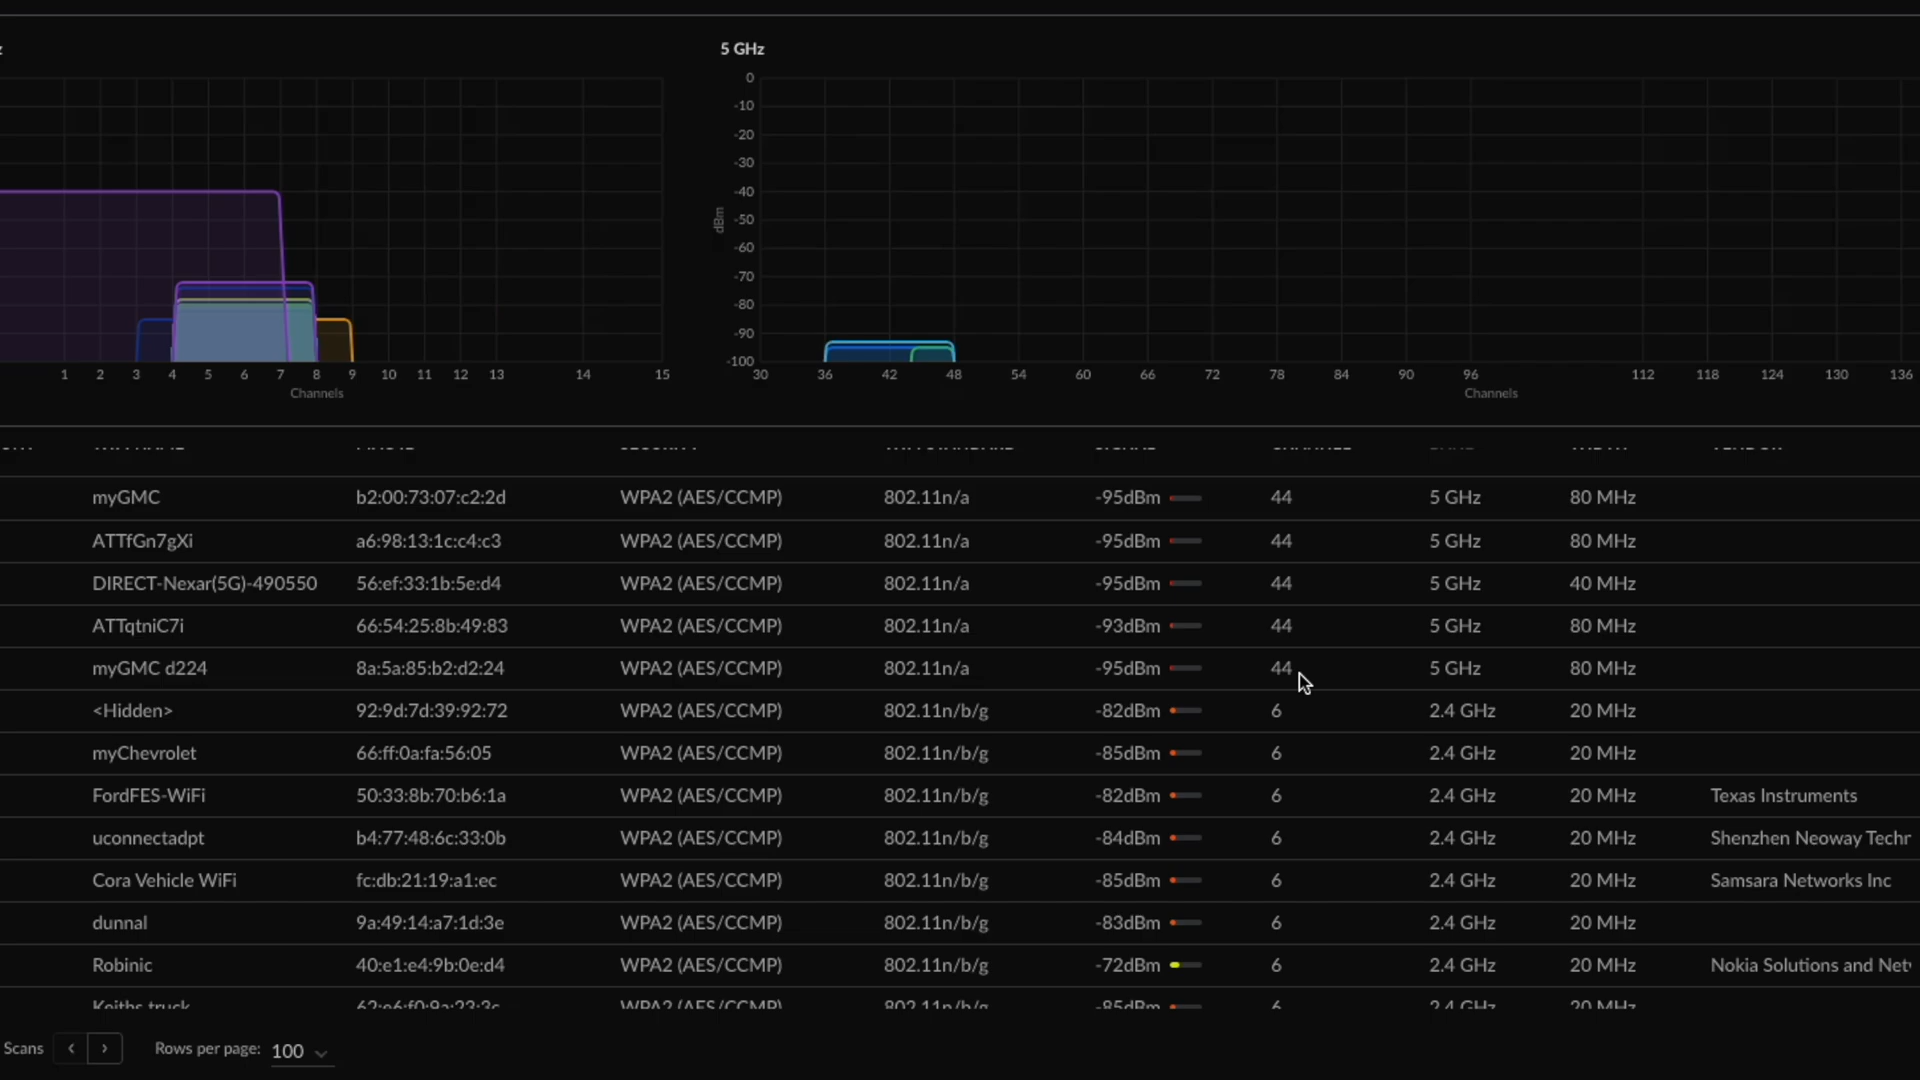 z
5 GHz
0
-10
-20
-30
-40
-50
-60
-70
-80
-90
-100
dBm
1 2 3 4 5 6 7 8 9 10 11 12 13 14 15
Channels
30 36 42 48 54 60 66 72 78 84 90 96 112 118 124 130 136
Channels
myGMC b2:00:73:07:c2:2d WPA2 (AES/CCMP) 802.11n/a -95dBm 44 5 GHz 80 MHz
ATTfGn7gXi a6:98:13:1c:c4:c3 WPA2 (AES/CCMP) 802.11n/a -95dBm 44 5 GHz 80 MHz
DIRECT-Nexar(5G)-490550 56:ef:33:1b:5e:d4 WPA2 (AES/CCMP) 802.11n/a -95dBm 44 5 GHz 40 MHz
ATTqtniC7i 66:54:25:8b:49:83 WPA2 (AES/CCMP) 802.11n/a -93dBm 44 5 GHz 80 MHz
myGMC d224 8a:5a:85:b2:d2:24 WPA2 (AES/CCMP) 802.11n/a -95dBm 44 5 GHz 80 MHz
<Hidden> 92:9d:7d:39:92:72 WPA2 (AES/CCMP) 802.11n/b/g -82dBm 6 2.4 GHz 20 MHz
myChevrolet 66:ff:0a:fa:56:05 WPA2 (AES/CCMP) 802.11n/b/g -85dBm 6 2.4 GHz 20 MHz
FordFES-WiFi 50:33:8b:70:b6:1a WPA2 (AES/CCMP) 802.11n/b/g -82dBm 6 2.4 GHz 20 MHz Texas Instruments
uconnectadpt b4:77:48:6c:33:0b WPA2 (AES/CCMP) 802.11n/b/g -84dBm 6 2.4 GHz 20 MHz Shenzhen Neoway Techr
Cora Vehicle WiFi fc:db:21:19:a1:ec WPA2 (AES/CCMP) 802.11n/b/g -85dBm 6 2.4 GHz 20 MHz Samsara Networks Inc
dunnal 9a:49:14:a7:1d:3e WPA2 (AES/CCMP) 802.11n/b/g -83dBm 6 2.4 GHz 20 MHz
Robinic 40:e1:e4:9b:0e:d4 WPA2 (AES/CCMP) 802.11n/b/g -72dBm 6 2.4 GHz 20 MHz Nokia Solutions and Net
Keiths truck WPA2 (AES/CCMP) 802.11n/b/g -85dBm 6 2.4 GHz 20 MHz
Scans < > Rows per page: 100